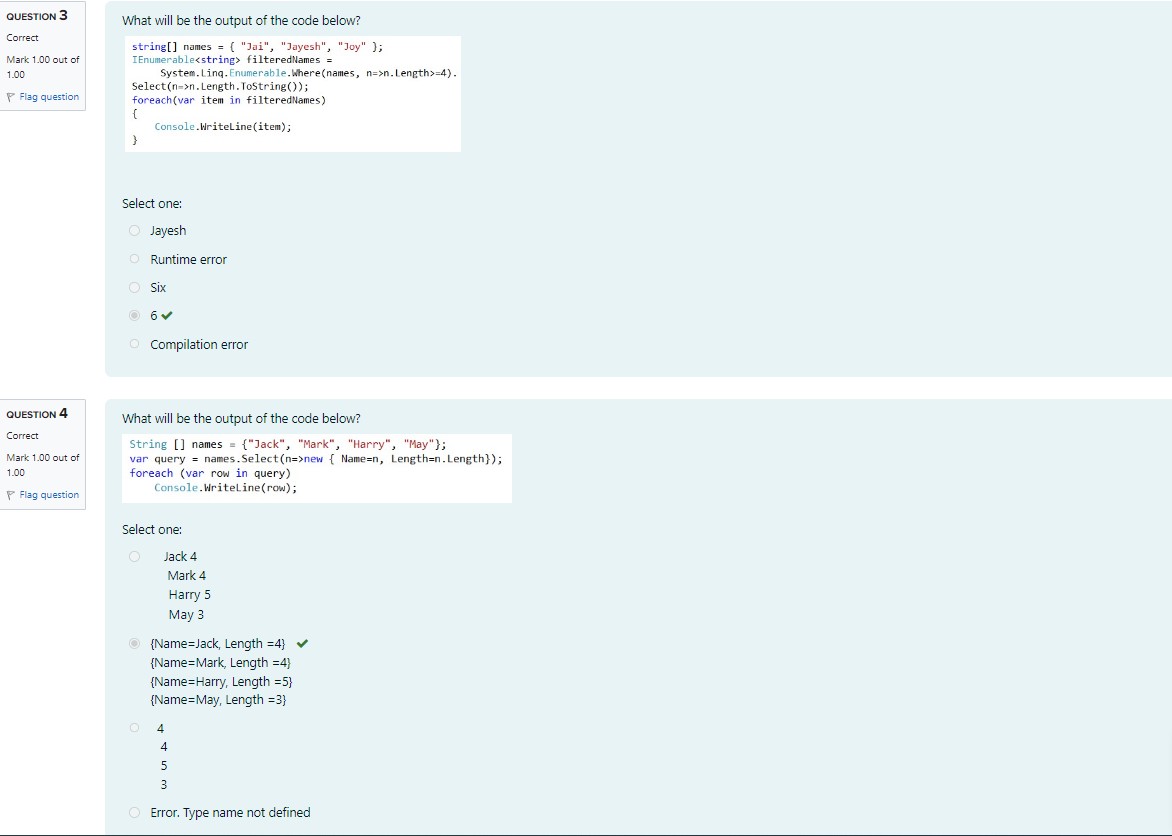 QUESTION 3
Correct
Mark 1.00 out of
1.00
Flag question
What will be the output of the code below?
string[] names = { "Jai", "Jayesh", "Joy" };
IEnumerable<string> filteredNames =
System.Linq.Enumerable.Where(names, n=>n.Length>=4).
Select(n=>n.Length.ToString());
foreach(var item in filteredNames)
{
Console.WriteLine(item);
}
Select one:
Jayesh
Runtime error
Six
6
Compilation error
QUESTION 4
Correct
Mark 1.00 out of
1.00
Flag question
What will be the output of the code below?
String [] names = {"Jack", "Mark", "Harry", "May"};
var query = names.Select(n=>new { Name=n, Length=n.Length});
foreach (var row in query)
Console.WriteLine(row);
Select one:
Jack 4
Mark 4
Harry 5
May 3
{Name=Jack, Length =4}
{Name=Mark, Length =4}
{Name=Harry, Length =5}
{Name=May, Length =3}
4
4
5
3
Error. Type name not defined